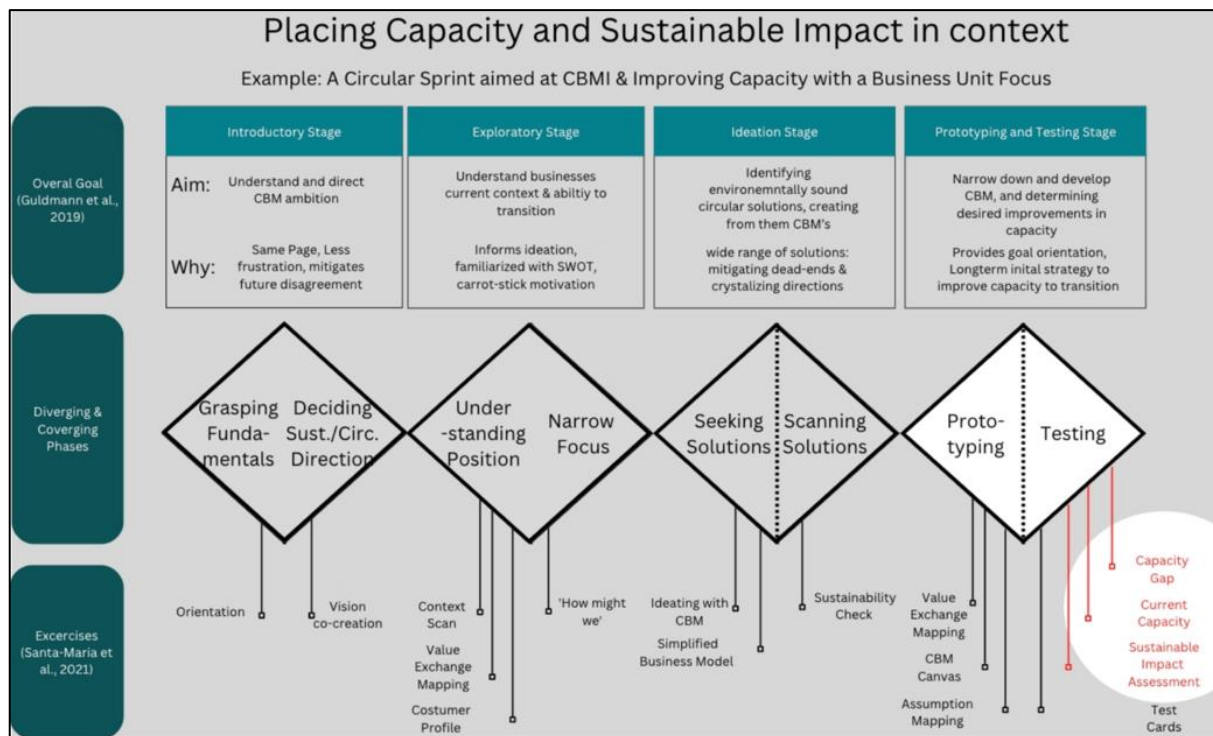 Placing Capacity and Sustainable Impact in context
Example: A Circular Sprint aimed at CBMI & Improving Capacity with a Business Unit Focus
Overal Goal
(Guldmann et al.,
2019)
Introductory Stage
Exploratory Stage
Ideation Stage
Prototyping and Testing Stage
Aim:
Understand and direct
CBM ambition
Understand businesses
current context & abiltiy to
transition
Identifying
environemntally sound
circular solutions, creating
from them CBM's
Narrow down and develop
CBM, and determining
desired improvements in
capacity
Why:
Same Page, Less
frustration, mitigates
future disagreement
Informs ideation,
familiarized with SWOT,
carrot-stick motivation
wide range of solutions:
mitigating dead-ends &
crystalizing directions
Provides goal orientation,
Longterm inital strategy to
improve capacity to transition
Diverging &
Coverging
Phases
Grasping
Funda-
mentals
Deciding
Sust./Circ.
Direction
Under
-standing
Position
Narrow
Focus
Seeking
Solutions
Scanning
Solutions
Proto-
typing
Testing
Excercises
(Santa-Maria et
al., 2021)
Orientation
Vision
co-creation
Context
Scan
Value
Exchange
Mapping
Costumer
Profile
'How might
we'
Ideating with
CBM
Simplified
Business Model
Sustainability
Check
Value
Exchange
Mapping
CBM
Canvas
Assumption
Mapping
Capacity
Gap
Current
Capacity
Sustainable
Impact
Assessment
Test
Cards